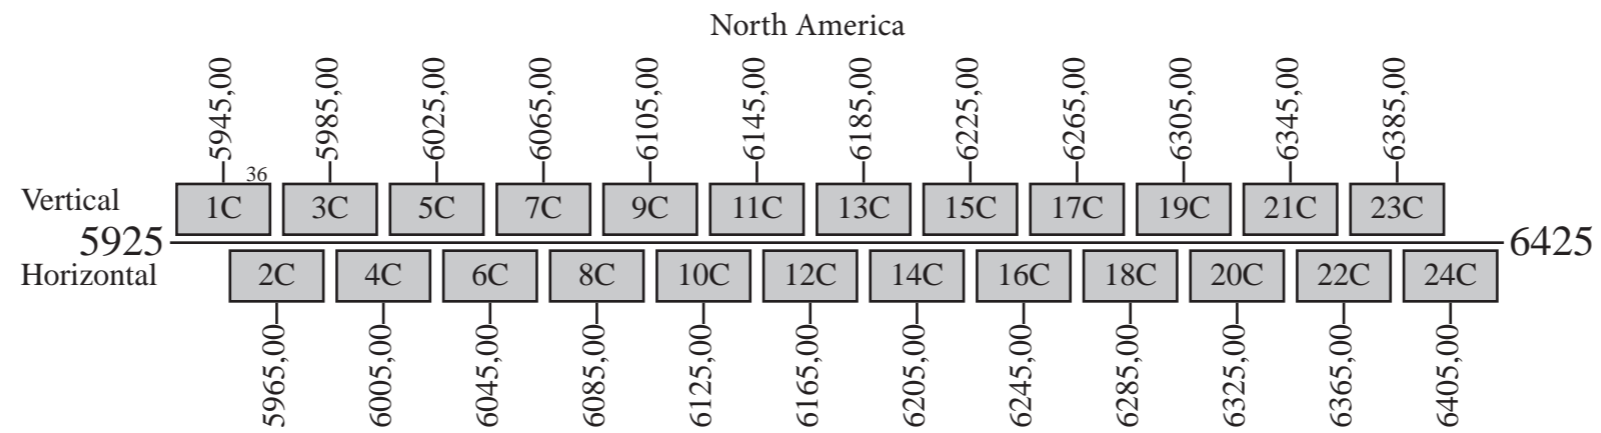 North America
5945,00 5985,00 6025,00 6065,00 6105,00 6145,00 6185,00 6225,00 6265,00 6305,00 6345,00 6385,00
36
Vertical 1C 3C 5C 7C 9C 11C 13C 15C 17C 19C 21C 23C
5925 6425
Horizontal 2C 4C 6C 8C 10C 12C 14C 16C 18C 20C 22C 24C
5965,00 6005,00 6045,00 6085,00 6125,00 6165,00 6205,00 6245,00 6285,00 6325,00 6365,00 6405,00